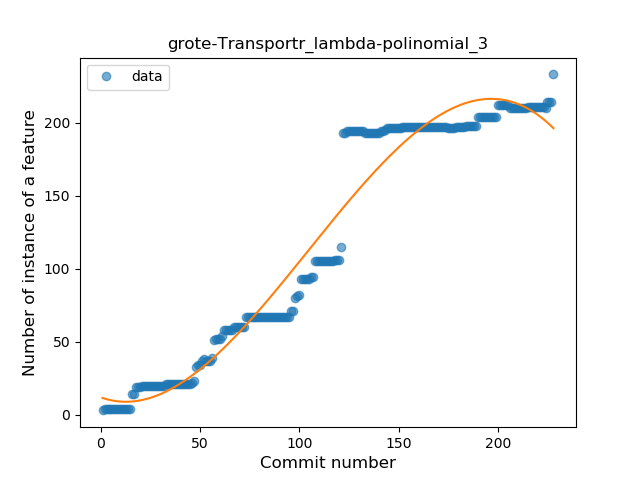 grote-Transportr_lambda-polinomial_3
data
Number of instance of a feature
200
150
100
50
0
0 50 100 150 200
Commit number